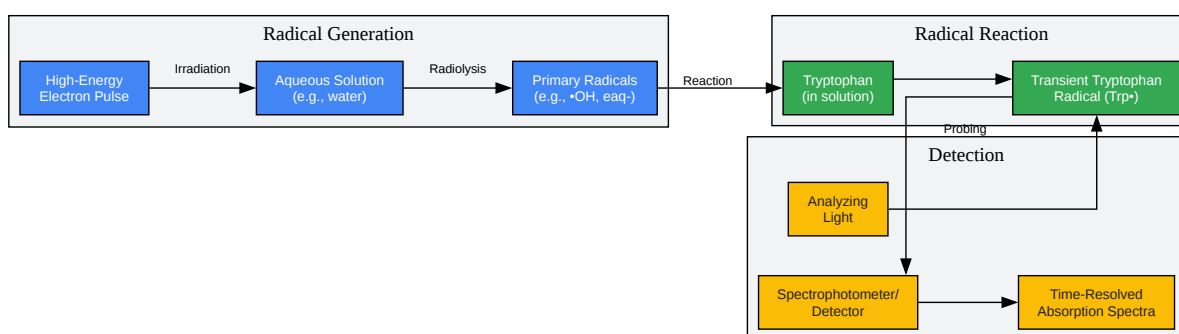 Radical Generation
High-Energy
Electron Pulse
Irradiation
Aqueous Solution
(e.g., water)
Radiolysis
Primary Radicals
(e.g., •OH, eaq-)
Reaction
Radical Reaction
Tryptophan
(in solution)
Transient Tryptophan
Radical (Trp•)
Probing
Detection
Analyzing
Light
Spectrophotometer/
Detector
Time-Resolved
Absorption Spectra